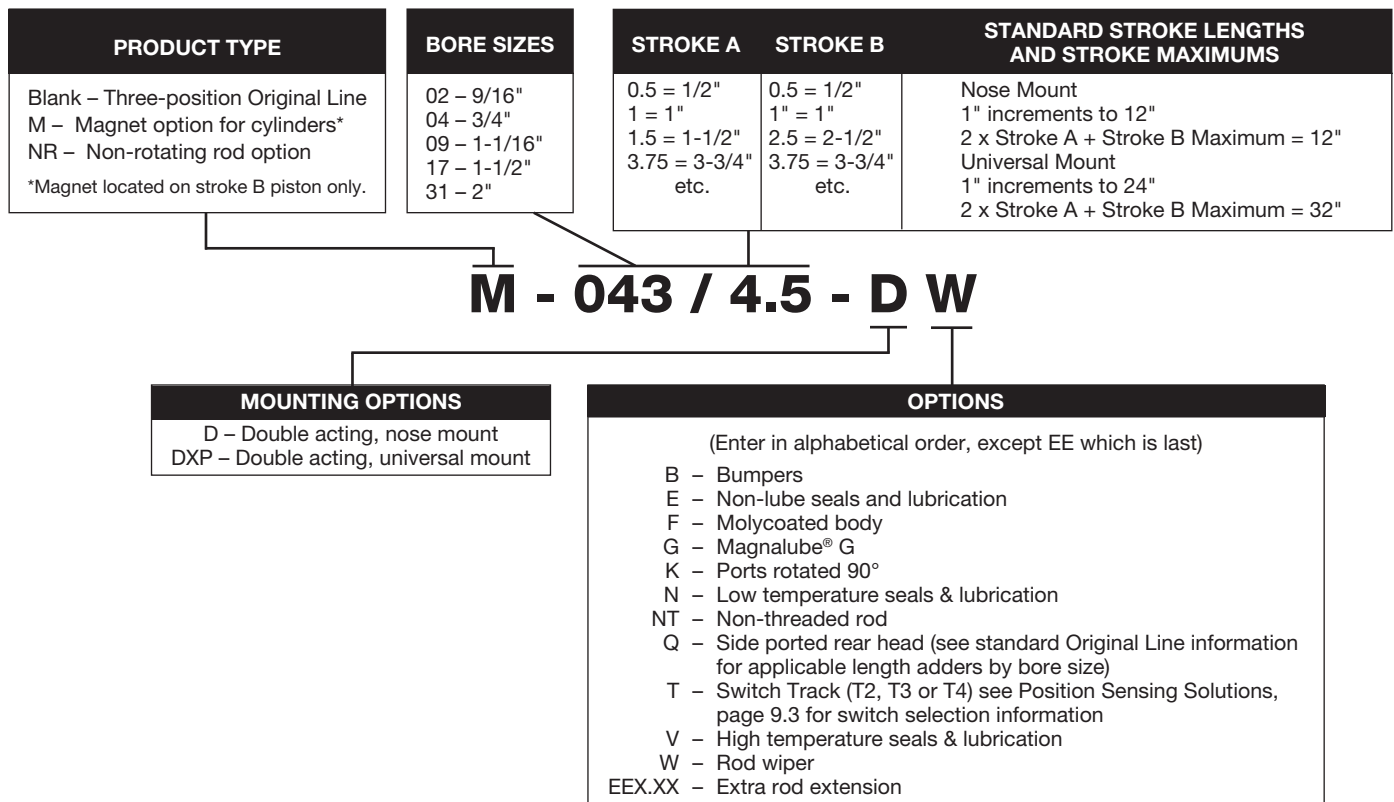 PRODUCT TYPE
Blank – Three-position Original Line
M – Magnet option for cylinders*
NR – Non-rotating rod option
*Magnet located on stroke B piston only.
BORE SIZES
02 – 9/16"
04 – 3/4"
09 – 1-1/16"
17 – 1-1/2"
31 – 2"
STROKE A
0.5 = 1/2"
1 = 1"
1.5 = 1-1/2"
3.75 = 3-3/4"
etc.
STROKE B
0.5 = 1/2"
1" = 1"
2.5 = 2-1/2"
3.75 = 3-3/4"
etc.
STANDARD STROKE LENGTHS
AND STROKE MAXIMUMS
Nose Mount
1" increments to 12"
2 x Stroke A + Stroke B Maximum = 12"
Universal Mount
1" increments to 24"
2 x Stroke A + Stroke B Maximum = 32"
M - 043 / 4.5 - D W
MOUNTING OPTIONS
D – Double acting, nose mount
DXP – Double acting, universal mount
OPTIONS
(Enter in alphabetical order, except EE which is last)
B – Bumpers
E – Non-lube seals and lubrication
F – Molycoated body
G – Magnalube® G
K – Ports rotated 90°
N – Low temperature seals & lubrication
NT – Non-threaded rod
Q – Side ported rear head (see standard Original Line information
for applicable length adders by bore size)
T – Switch Track (T2, T3 or T4) see Position Sensing Solutions,
page 9.3 for switch selection information
V – High temperature seals & lubrication
W – Rod wiper
EEX.XX – Extra rod extension